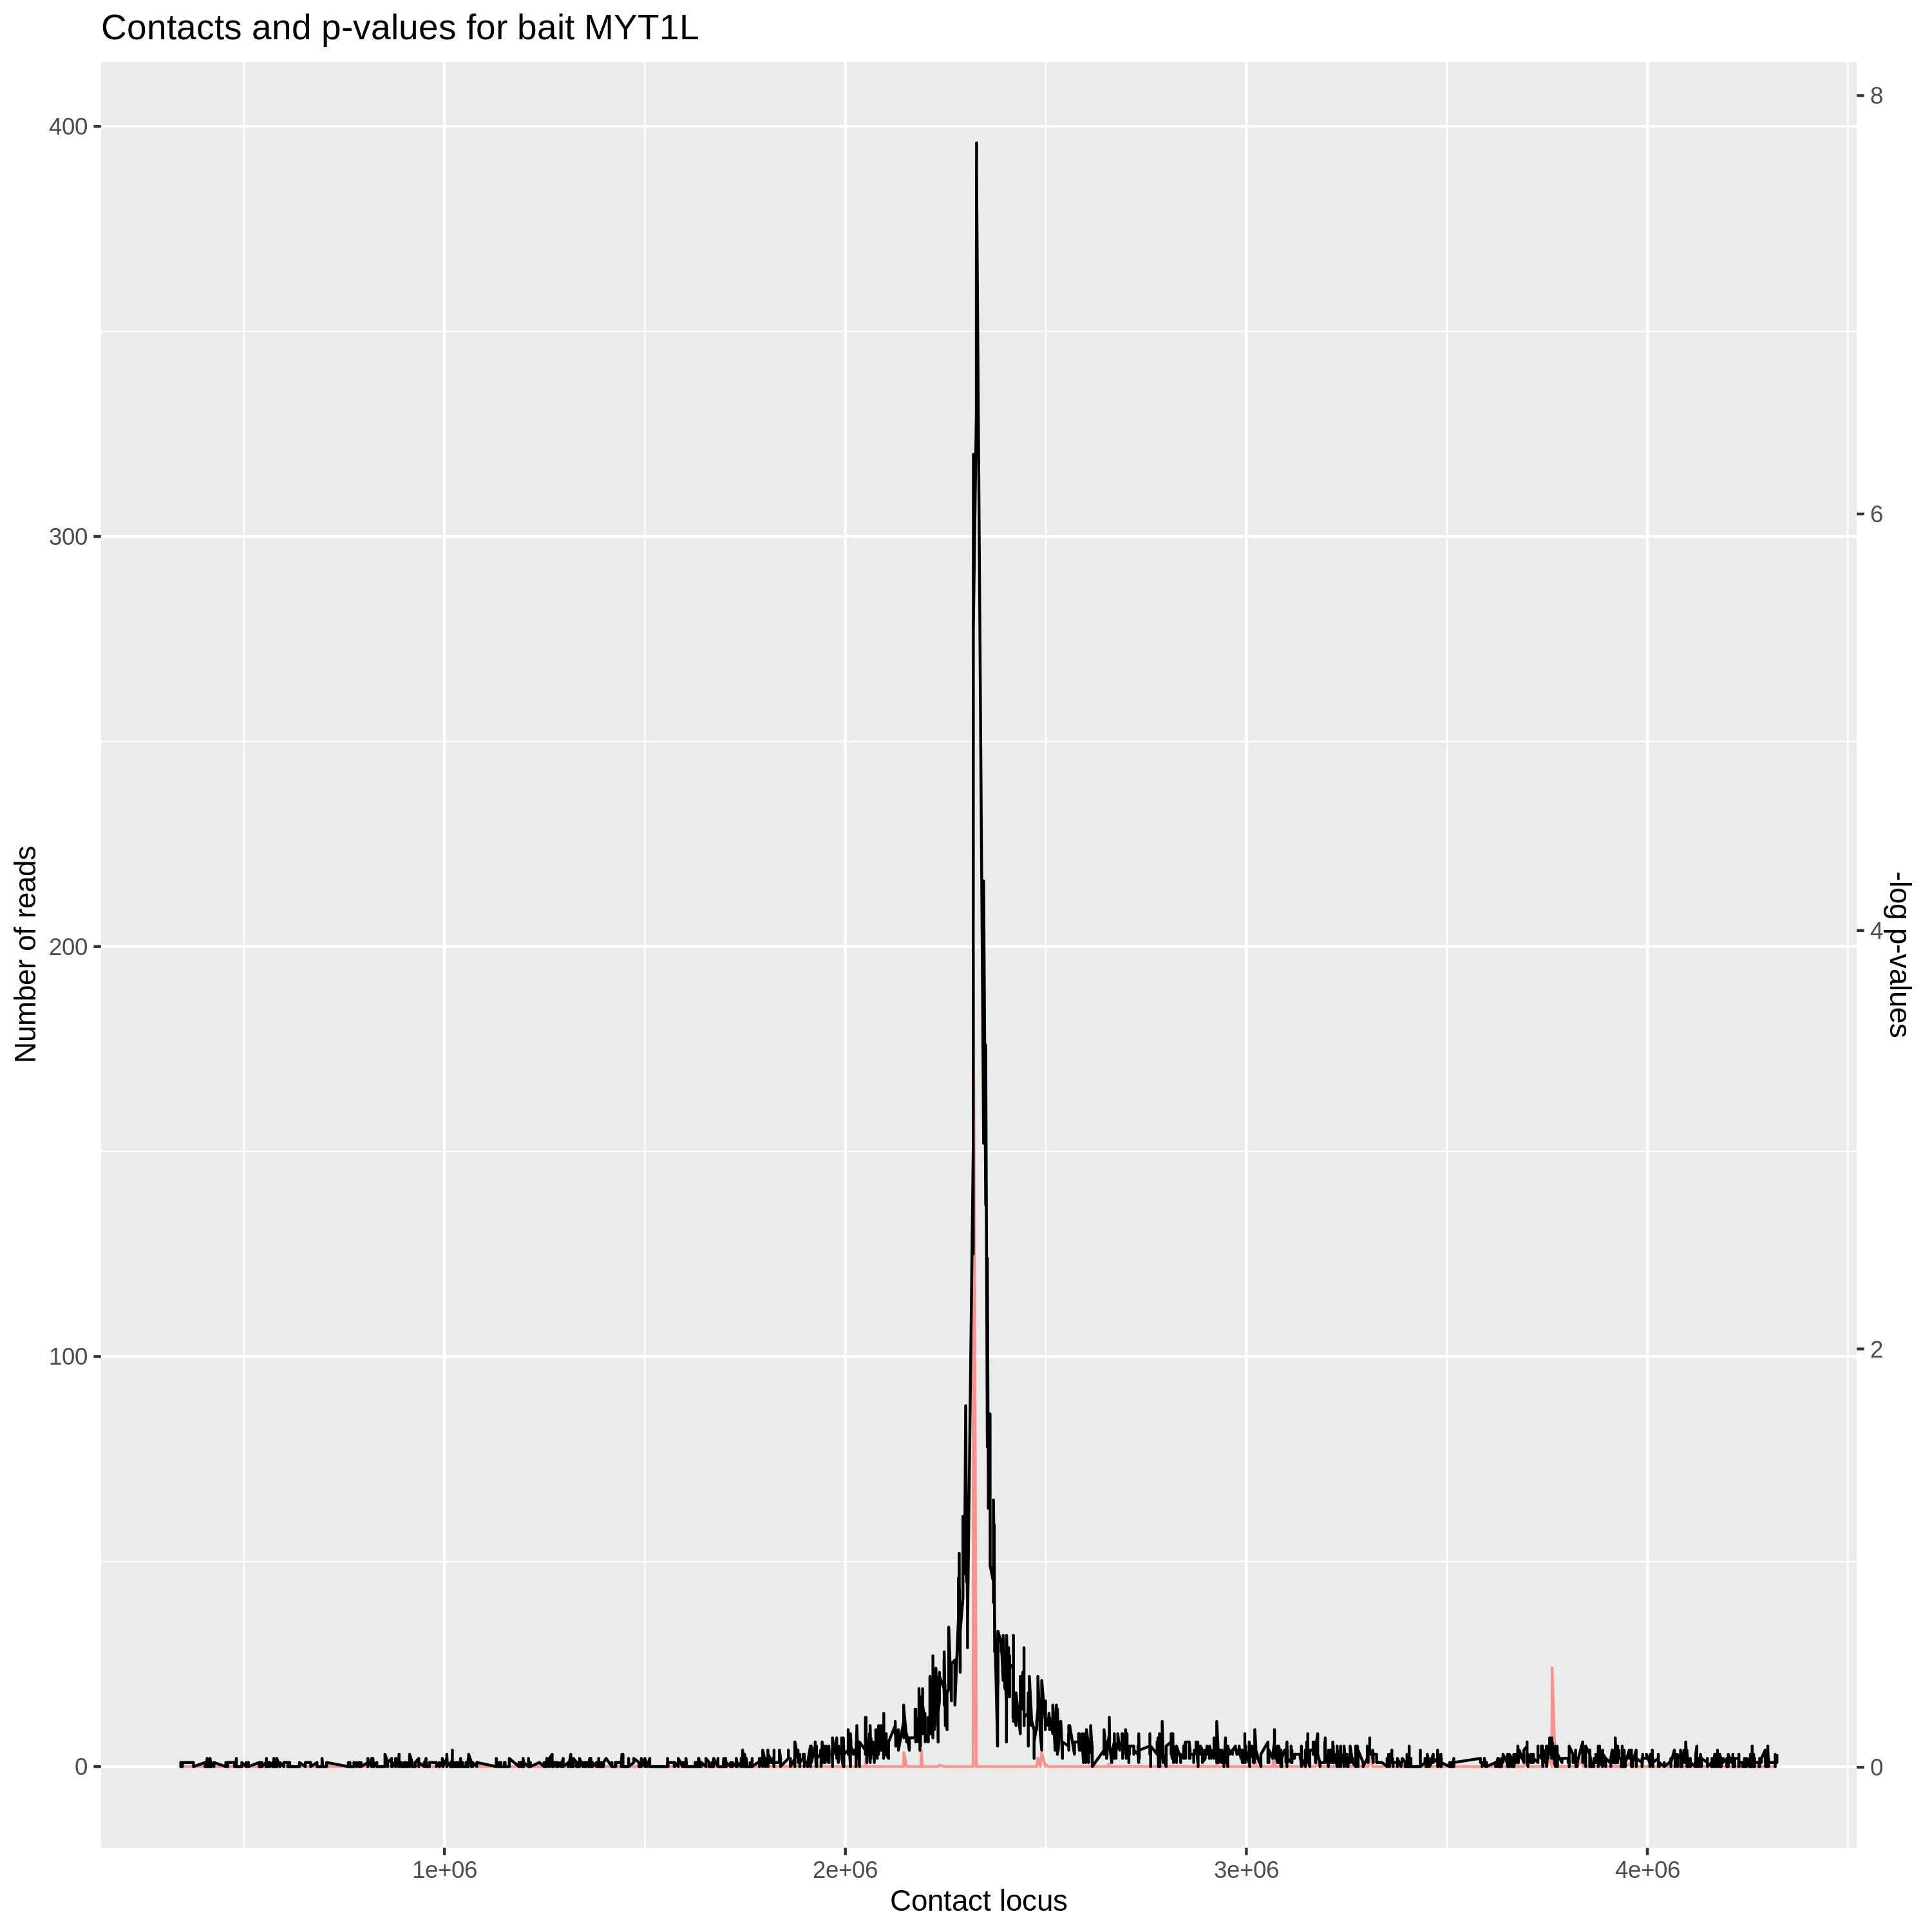 Contacts and p-values for bait MYT1L
400
300
200
100
0
Number of reads
8
6
4
2
0
-log p-values
1e+06
2e+06
3e+06
4e+06
Contact locus